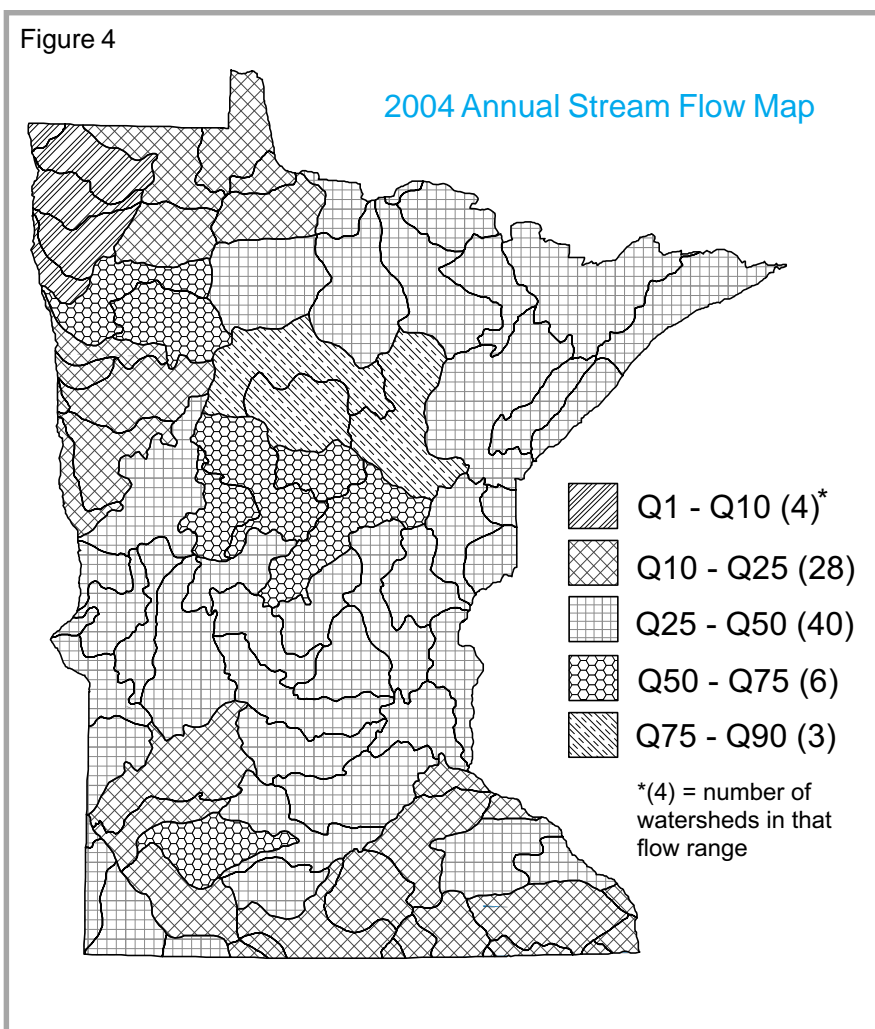 Figure 4
2004 Annual Stream Flow Map
Q1 - Q10 (4)*
Q10 - Q25 (28)
Q25 - Q50 (40)
Q50 - Q75 (6)
Q75 - Q90 (3)
*(4) = number of
watersheds in that
flow range